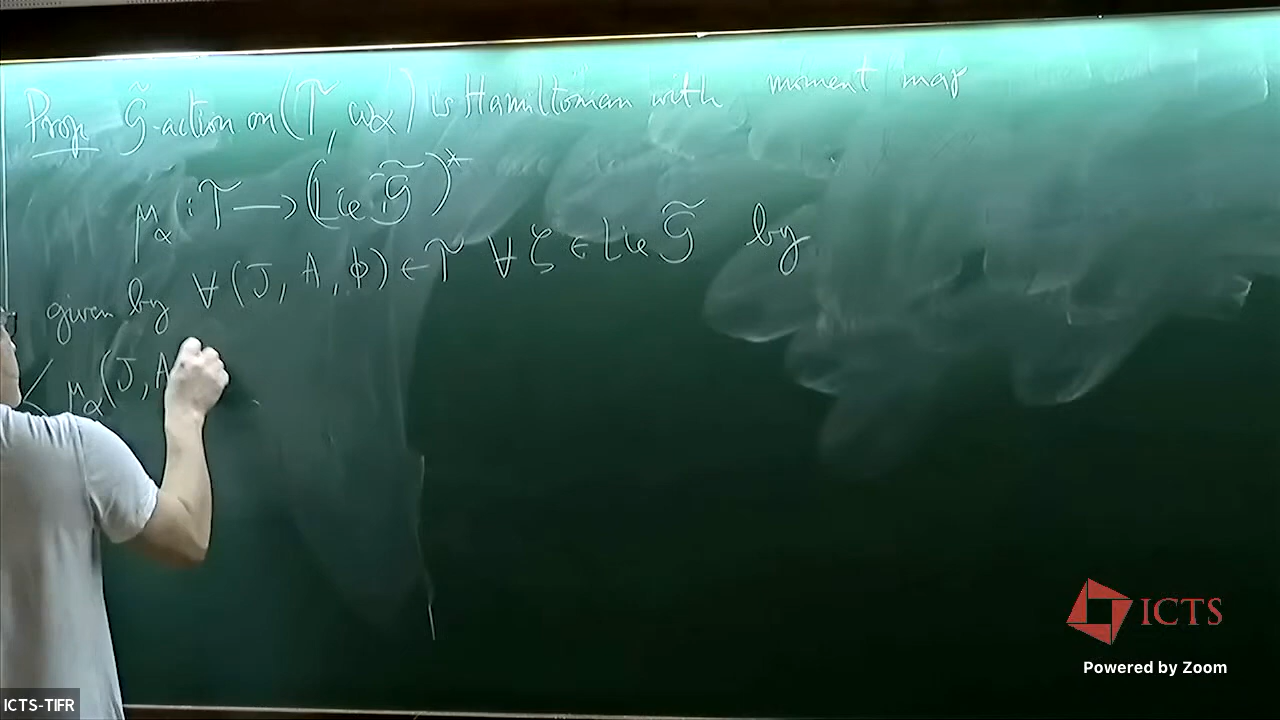 Prop G̃-action on (T, ω_α) is Hamiltonian with moment map
μ_α : T → (Lie G̃)*
given by ∀ (J, A, ϕ) ∈ T ∀ ζ ∈ Lie G̃ by
< μ_α(J, A
ICTS
Powered by Zoom
ICTS-TIFR